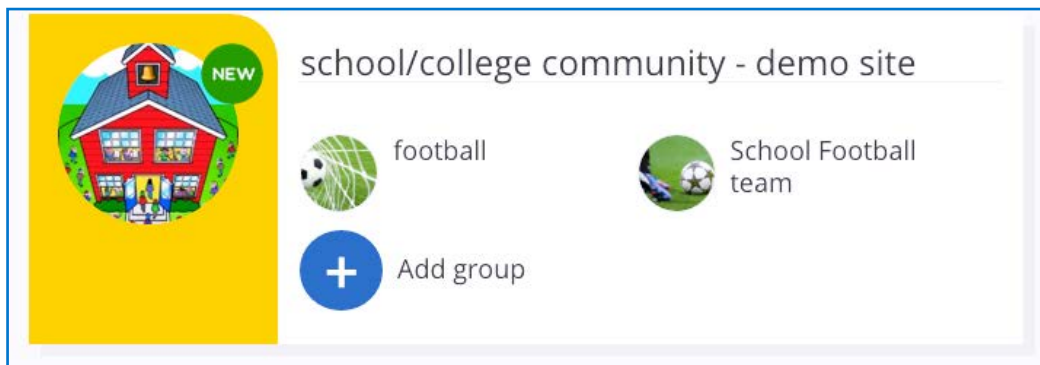 NEW
school/college community - demo site
football
School Football
team
Add group